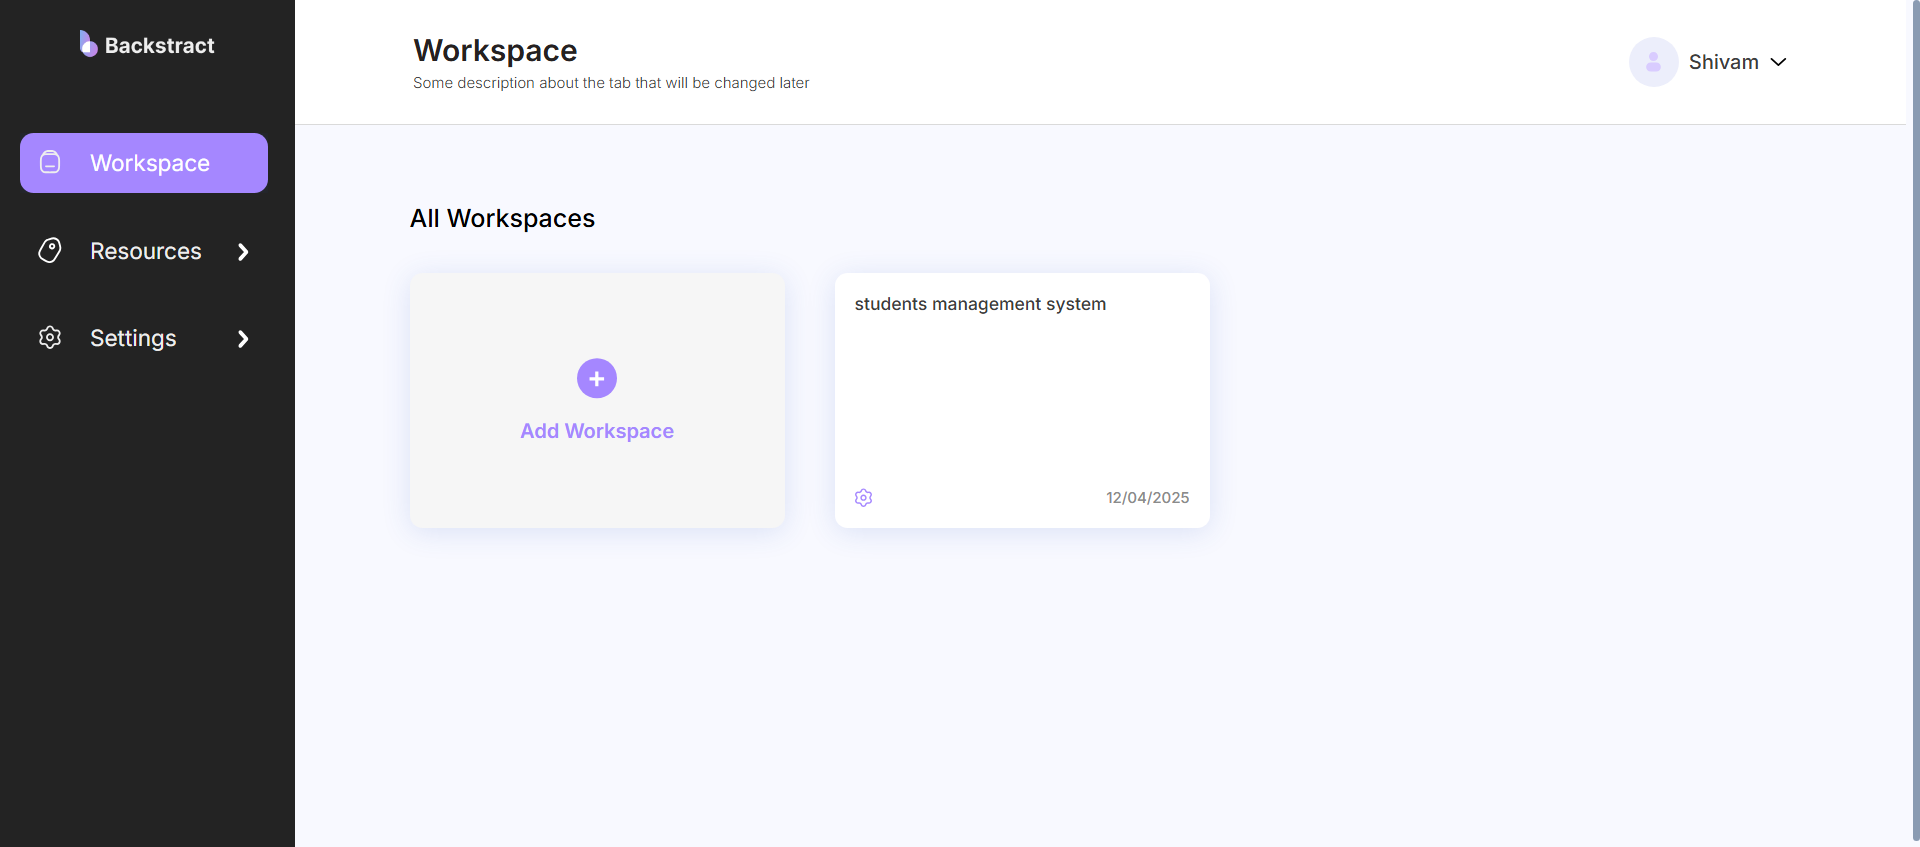 Backstract
Workspace
Resources
Settings
Workspace
Some description about the tab that will be changed later
Shivam
All Workspaces
Add Workspace
students management system
12/04/2025